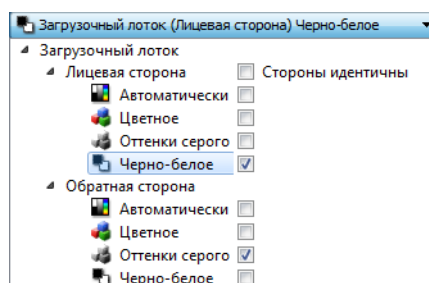 Загрузочный лоток (Лицевая сторона) Черно-белое
Загрузочный лоток
Лицевая сторона Стороны идентичны
Автоматически
Цветное
Оттенки серого
Черно-белое
Обратная сторона
Автоматически
Цветное
Оттенки серого
Черно-белое